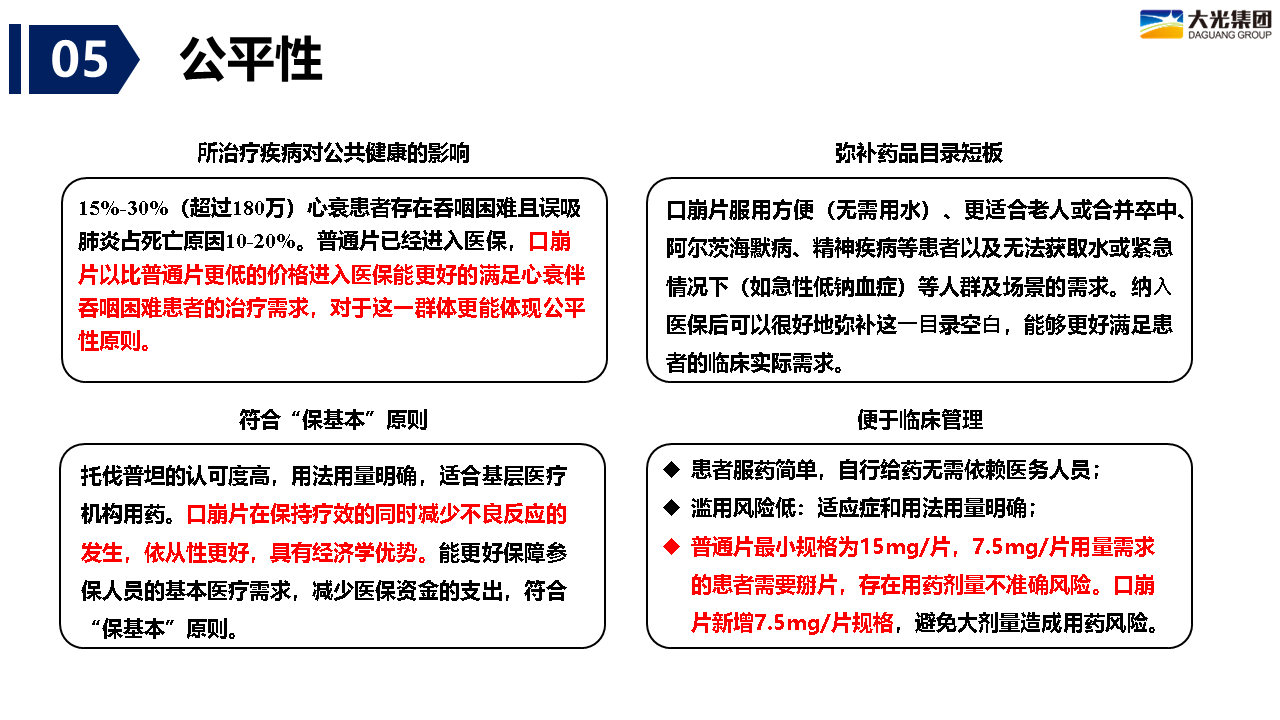 05
公平性
大光集团
DAGUANG GROUP
所治疗疾病对公共健康的影响
15%-30%（超过180万）心衰患者存在吞咽困难且误吸
肺炎占死亡原因10-20%。普通片已经进入医保，口崩
片以比普通片更低的价格进入医保能更好的满足心衰伴
吞咽困难患者的治疗需求，对于这一群体更能体现公平
性原则。
弥补药品目录短板
口崩片服用方便（无需用水）、更适合老人或合并卒中、
阿尔茨海默病、精神疾病等患者以及无法获取水或紧急
情况下（如急性低钠血症）等人群及场景的需求。纳入
医保后可以很好地弥补这一目录空白，能够更好满足患
者的临床实际需求。
符合“保基本”原则
托伐普坦的认可度高，用法用量明确，适合基层医疗
机构用药。口崩片在保持疗效的同时减少不良反应的
发生，依从性更好，具有经济学优势。能更好保障参
保人员的基本医疗需求，减少医保资金的支出，符合
“保基本”原则。
便于临床管理
◆ 患者服药简单，自行给药无需依赖医务人员；
◆ 滥用风险低：适应症和用法用量明确；
◆ 普通片最小规格为15mg/片，7.5mg/片用量需求
的患者需要掰片，存在用药剂量不准确风险。口崩
片新增7.5mg/片规格，避免大剂量造成用药风险。